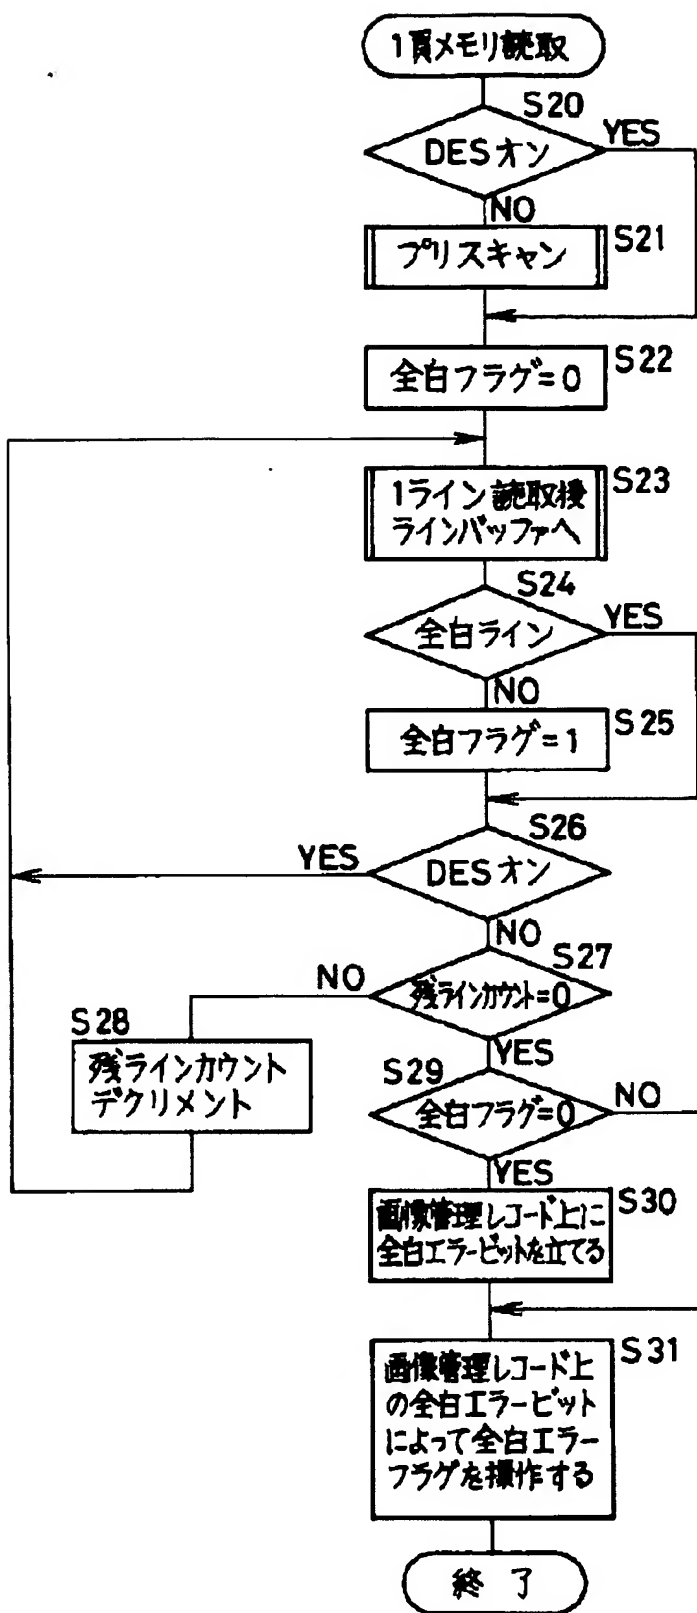 1頁メモリ読取
S20
DESオン
YES
NO
プリスキャン
S21
全白フラグ=0
S22
1ライン読取後
ラインバッファへ
S23
S24
全白ライン
YES
NO
全白フラグ=1
S25
S26
DESオン
YES
NO
S27
残ラインカウント=0
NO
YES
S28
残ラインカウント
デクリメント
S29
全白フラグ=0
NO
YES
画像管理レコード上に
全白エラービットを立てる
S30
画像管理レコード上
の全白エラービット
によって全白エラー
フラグを操作する
S31
終了